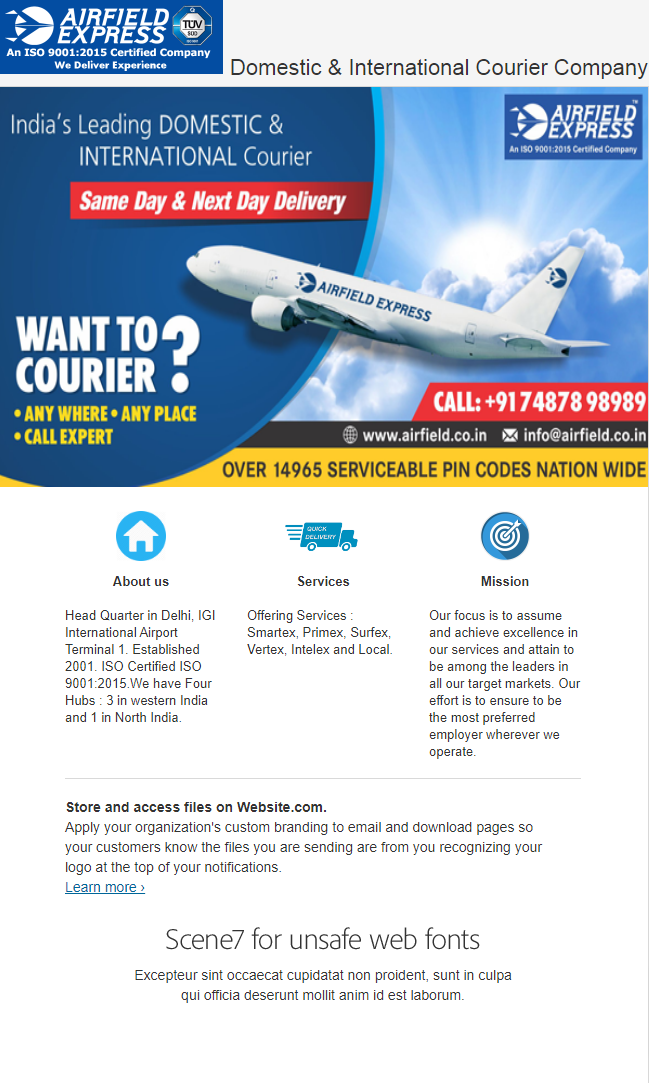 AIRFIELD
EXPRESS
TÜV
SÜD
An ISO 9001:2015 Certified Company
We Deliver Experience
Domestic & International Courier Company
India's Leading DOMESTIC &
INTERNATIONAL Courier
Same Day & Next Day Delivery
AIRFIELD
EXPRESS
TM
An ISO 9001:2015 Certified Company
AIRFIELD EXPRESS
WANT TO
COURIER ?
• ANY WHERE • ANY PLACE
• CALL EXPERT
CALL: +91 74878 98989
www.airfield.co.in info@airfield.co.in
OVER 14965 SERVICEABLE PIN CODES NATION WIDE
QUICK
DELIVERY
About us
Head Quarter in Delhi, IGI
International Airport
Terminal 1. Established
2001. ISO Certified ISO
9001:2015.We have Four
Hubs : 3 in western India
and 1 in North India.
Services
Offering Services :
Smartex, Primex, Surfex,
Vertex, Intelex and Local.
Mission
Our focus is to assume
and achieve excellence in
our services and attain to
be among the leaders in
all our target markets. Our
effort is to ensure to be
the most preferred
employer wherever we
operate.
Store and access files on Website.com.
Apply your organization's custom branding to email and download pages so
your customers know the files you are sending are from you recognizing your
logo at the top of your notifications.
Learn more ›
Scene7 for unsafe web fonts
Excepteur sint occaecat cupidatat non proident, sunt in culpa
qui officia deserunt mollit anim id est laborum.